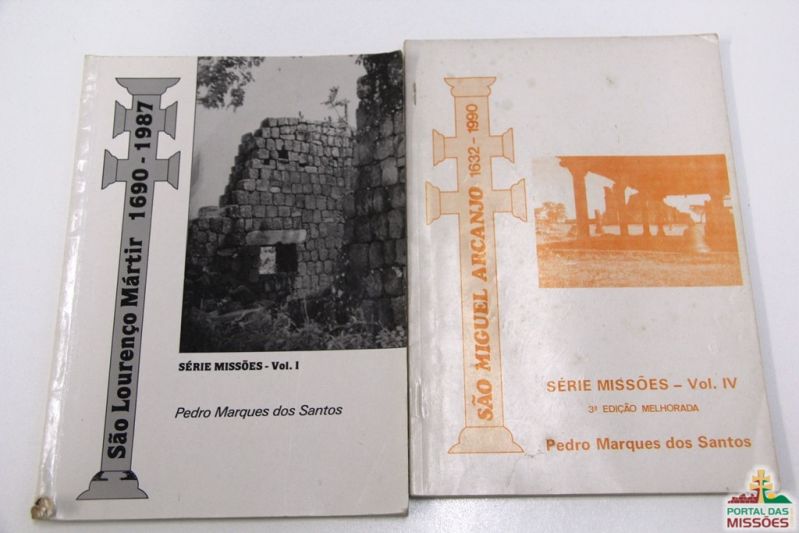 São Lourenço Mártir 1690 - 1987
SÉRIE MISSÕES - Vol. I
Pedro Marques dos Santos
SÃO MIGUEL ARCANJO 1632 - 1990
SÉRIE MISSÕES - Vol. IV
3ª EDIÇÃO MELHORADA
Pedro Marques dos Santos
PORTAL DAS
MISSÕES